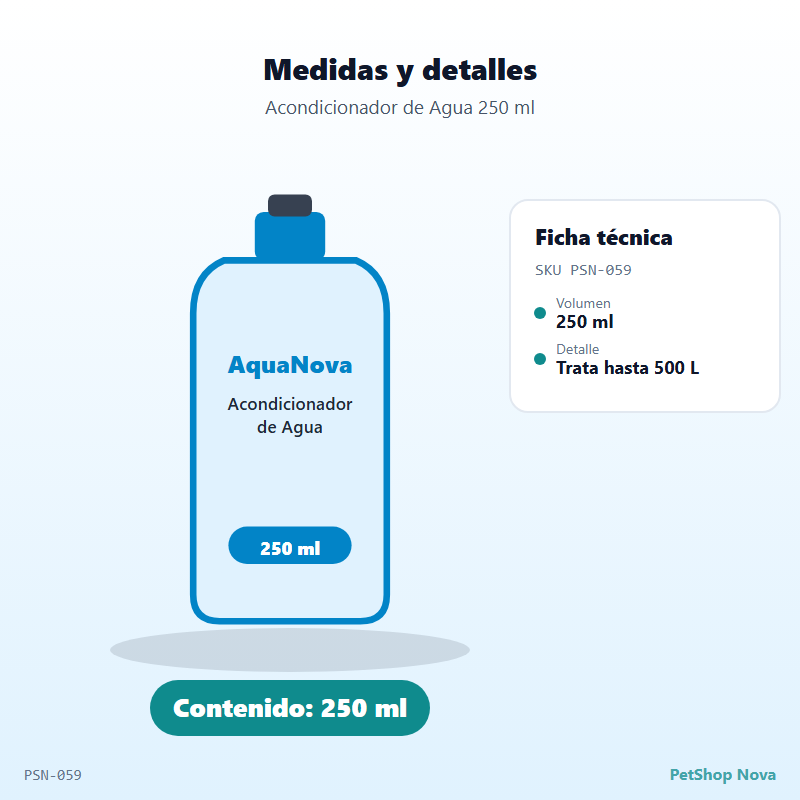 Medidas y detalles
Acondicionador de Agua 250 ml
AquaNova
Acondicionador
de Agua
250 ml
Contenido: 250 ml
Ficha técnica
SKU PSN-059
Volumen
250 ml
Detalle
Trata hasta 500 L
PSN-059
PetShop Nova